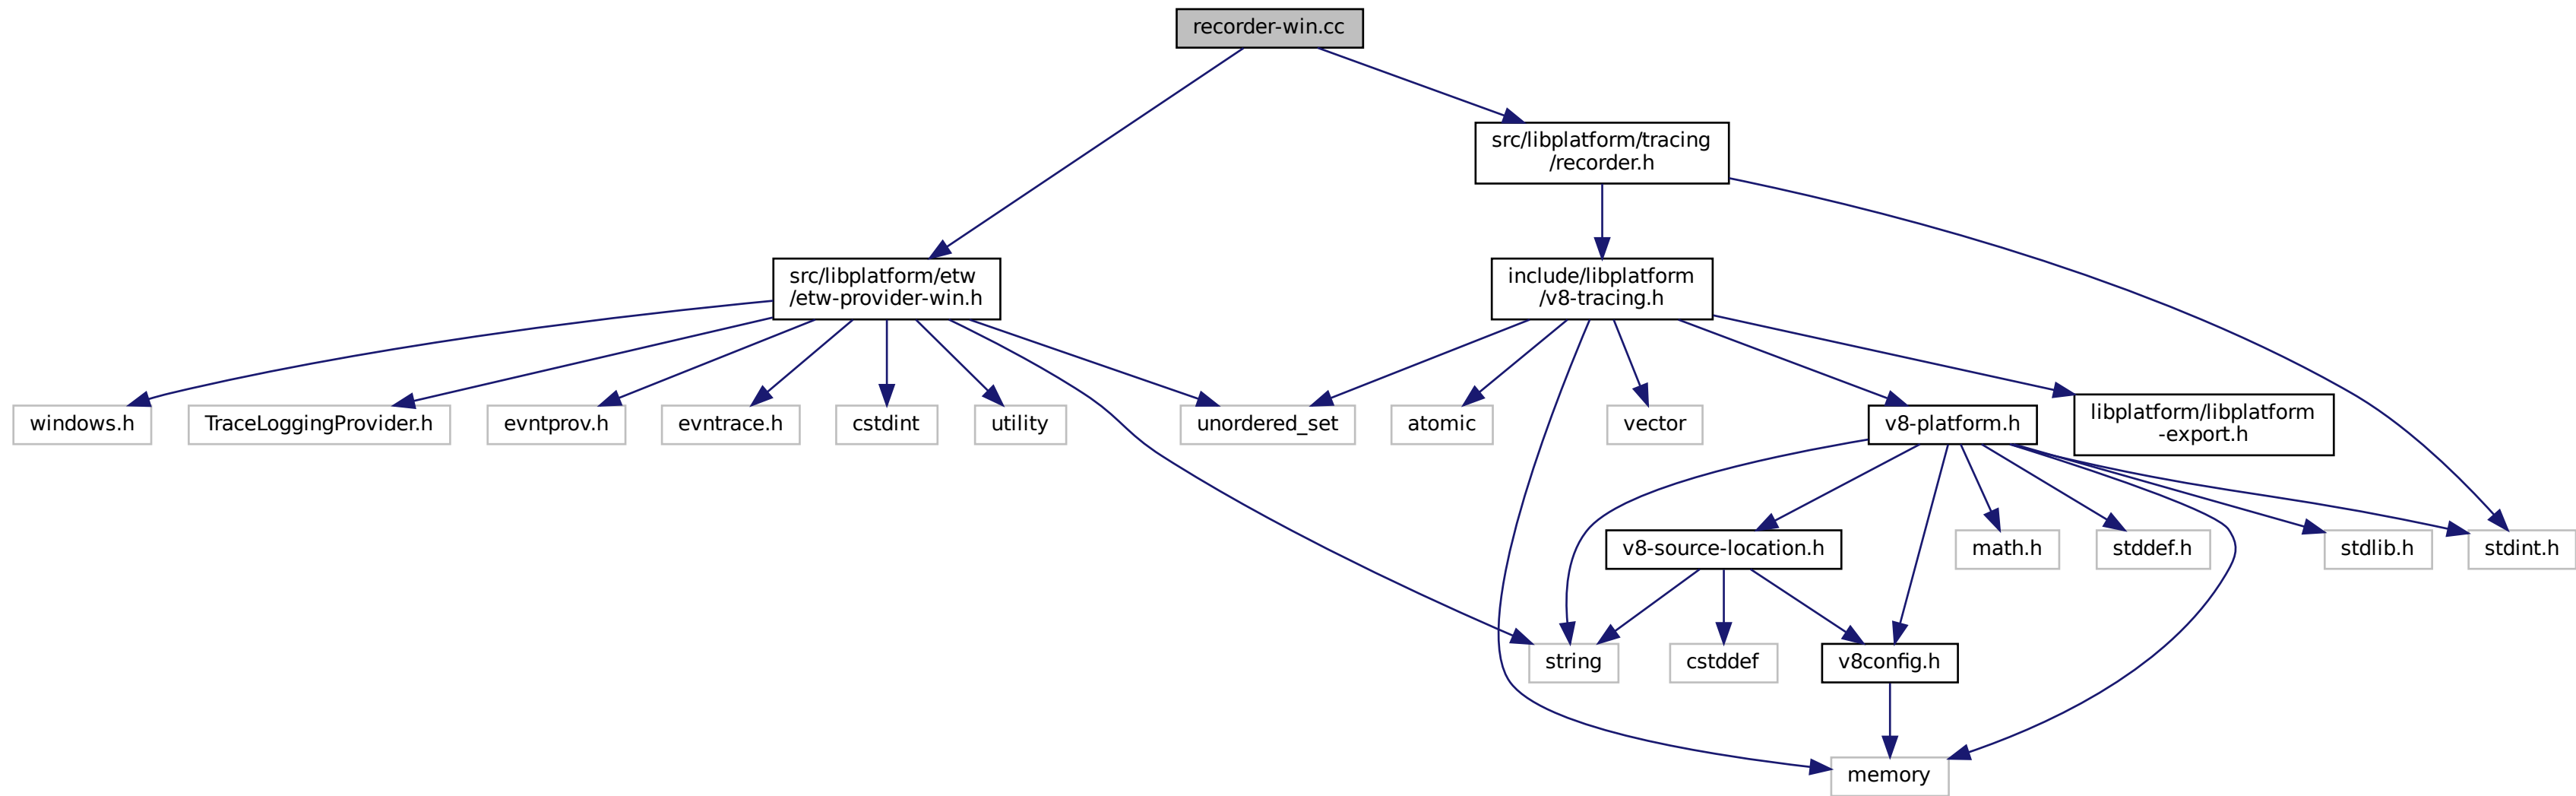 recorder-win.cc
src/libplatform/tracing
/recorder.h
src/libplatform/etw
/etw-provider-win.h
include/libplatform
/v8-tracing.h
windows.h
TraceLoggingProvider.h
evntprov.h
evntrace.h
cstdint
utility
unordered_set
atomic
vector
v8-platform.h
libplatform/libplatform
-export.h
v8-source-location.h
math.h
stddef.h
stdlib.h
stdint.h
string
cstddef
v8config.h
memory